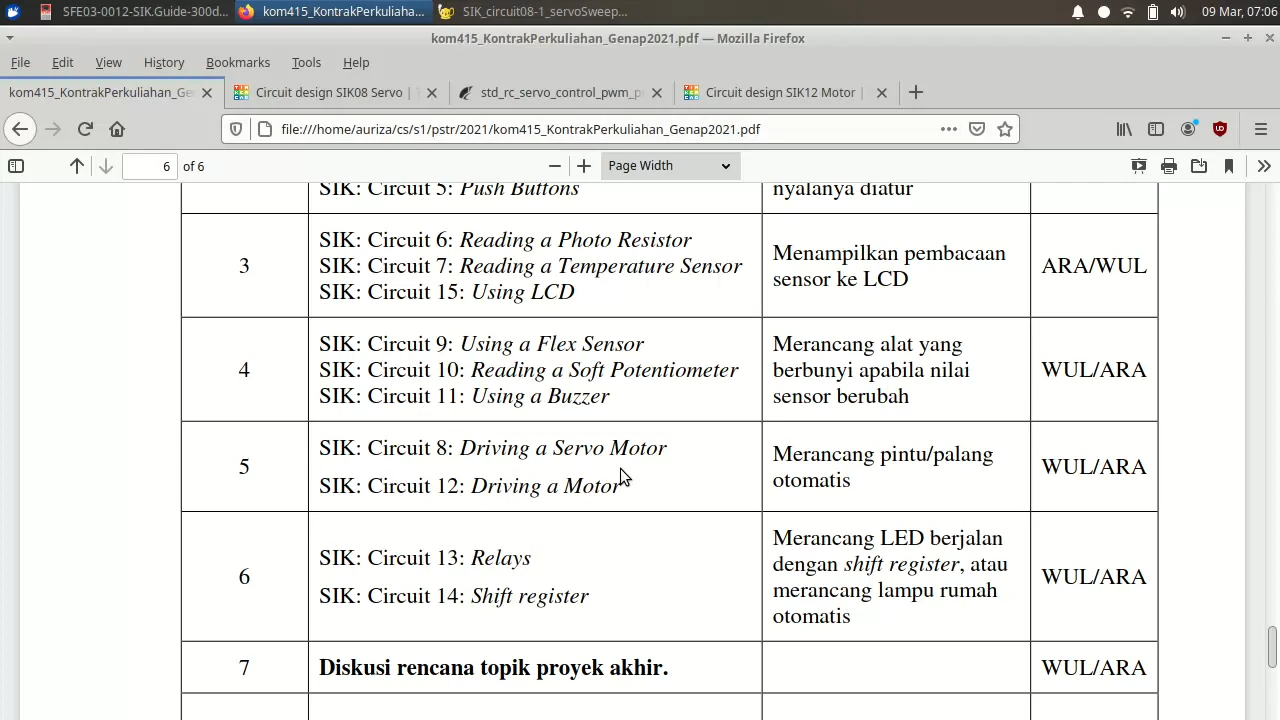 SFE03-0012-SIK.Guide-300d...
kom415_KontrakPerkuliaha...
SIK_circuit08-1_servoSweep...
09 Mar, 07:06
kom415_KontrakPerkuliahan_Genap2021.pdf — Mozilla Firefox
File Edit View History Bookmarks Tools Help
kom415_KontrakPerkuliahan_Ge
Circuit design SIK08 Servo |
std_rc_servo_control_pwm_p
Circuit design SIK12 Motor |
file:///home/auriza/cs/s1/pstr/2021/kom415_KontrakPerkuliahan_Genap2021.pdf
6 of 6
Page Width
SIK: Circuit 5: Push Buttons
nyalanya diatur
3
SIK: Circuit 6: Reading a Photo Resistor
SIK: Circuit 7: Reading a Temperature Sensor
SIK: Circuit 15: Using LCD
Menampilkan pembacaan
sensor ke LCD
ARA/WUL
4
SIK: Circuit 9: Using a Flex Sensor
SIK: Circuit 10: Reading a Soft Potentiometer
SIK: Circuit 11: Using a Buzzer
Merancang alat yang
berbunyi apabila nilai
sensor berubah
WUL/ARA
5
SIK: Circuit 8: Driving a Servo Motor
SIK: Circuit 12: Driving a Motor
Merancang pintu/palang
otomatis
WUL/ARA
6
SIK: Circuit 13: Relays
SIK: Circuit 14: Shift register
Merancang LED berjalan
dengan shift register, atau
merancang lampu rumah
otomatis
WUL/ARA
7
Diskusi rencana topik proyek akhir.
WUL/ARA